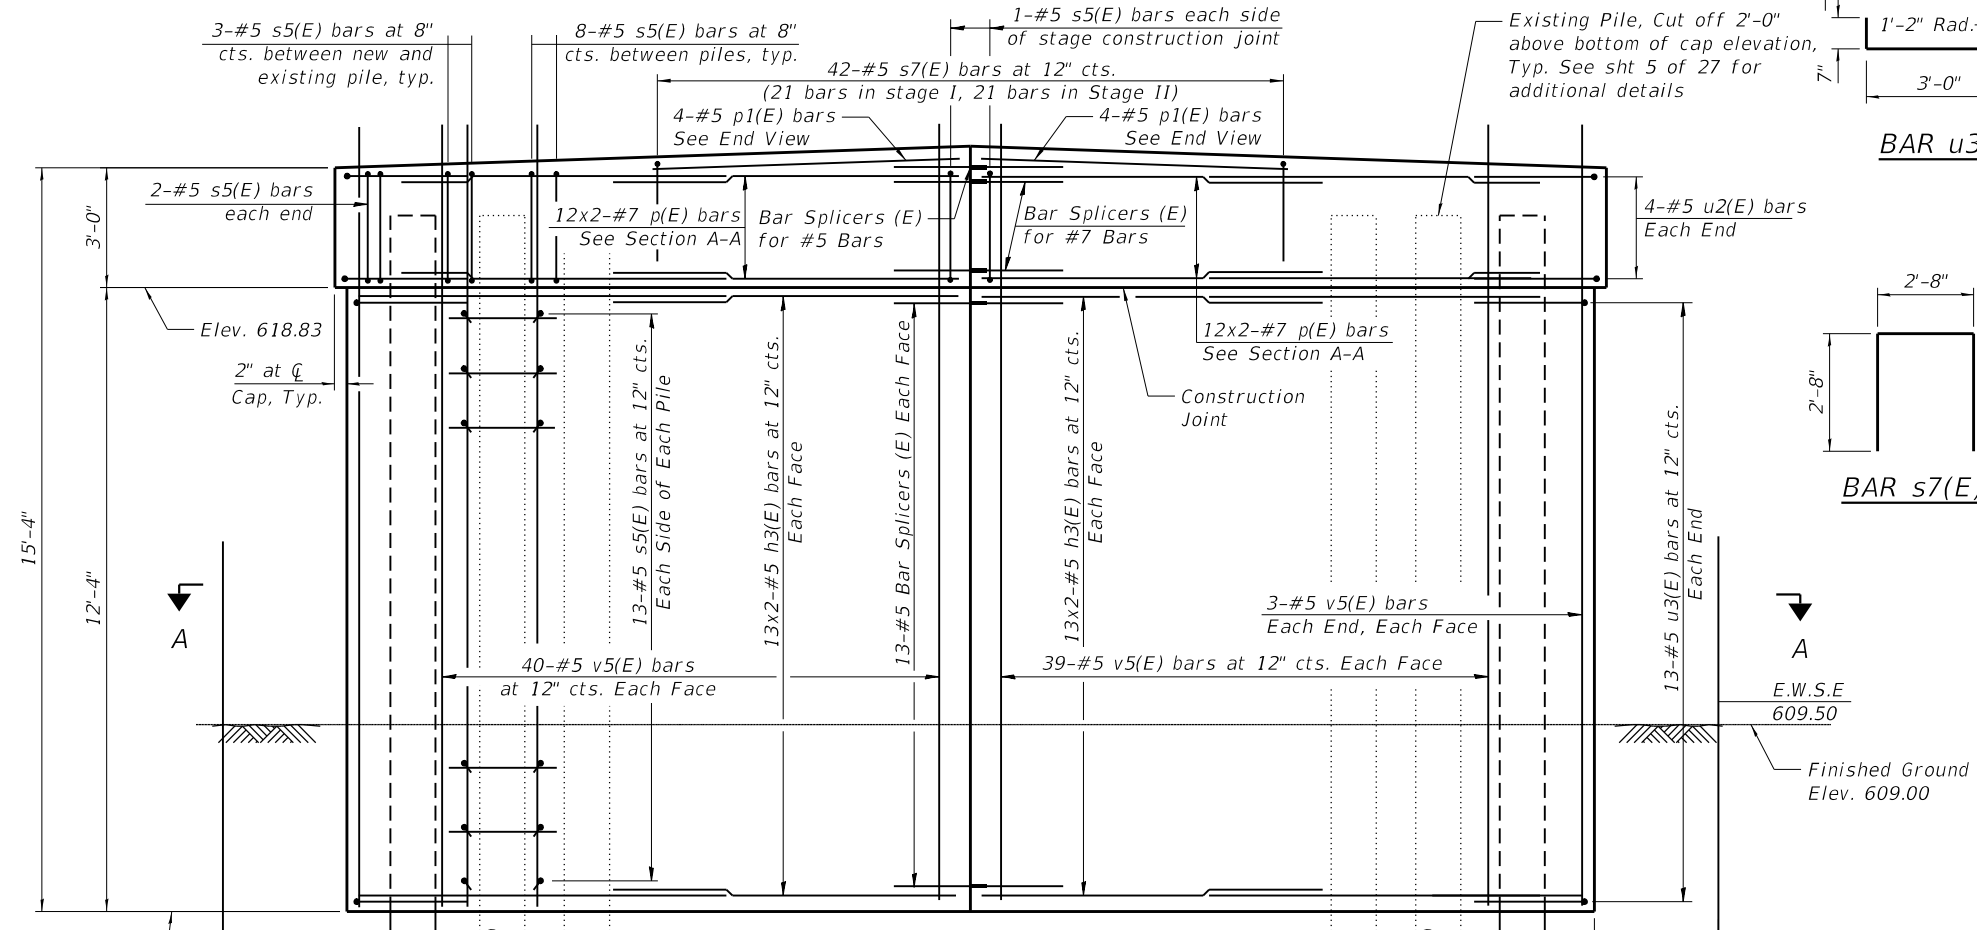 3-#5 s5(E) bars at 8"
cts. between new and
existing pile, typ.
8-#5 s5(E) bars at 8"
cts. between piles, typ.
1-#5 s5(E) bars each side
of stage construction joint
42-#5 s7(E) bars at 12" cts.
(21 bars in stage I, 21 bars in Stage II)
4-#5 p1(E) bars
See End View
4-#5 p1(E) bars
See End View
Existing Pile, Cut off 2'-0"
above bottom of cap elevation,
Typ. See sht 5 of 27 for
additional details
1'-2" Rad.
7"
3'-0"
BAR u3
2-#5 s5(E) bars
each end
3'-0"
12x2-#7 p(E) bars
See Section A-A
Bar Splicers (E)
for #5 Bars
Bar Splicers (E)
for #7 Bars
4-#5 u2(E) bars
Each End
2'-8"
2'-8"
BAR s7(E)
Elev. 618.83
2" at ℄
Cap, Typ.
12x2-#7 p(E) bars
See Section A-A
Construction
Joint
15'-4"
12'-4"
13-#5 s5(E) bars at 12" cts.
Each Side of Each Pile
13x2-#5 h3(E) bars at 12" cts.
Each Face
13-#5 Bar Splicers (E) Each Face
13x2-#5 h3(E) bars at 12" cts.
Each Face
13-#5 u3(E) bars at 12" cts.
Each End
A
A
3-#5 v5(E) bars
Each End, Each Face
40-#5 v5(E) bars
at 12" cts. Each Face
39-#5 v5(E) bars at 12" cts. Each Face
E.W.S.E
609.50
Finished Ground
Elev. 609.00